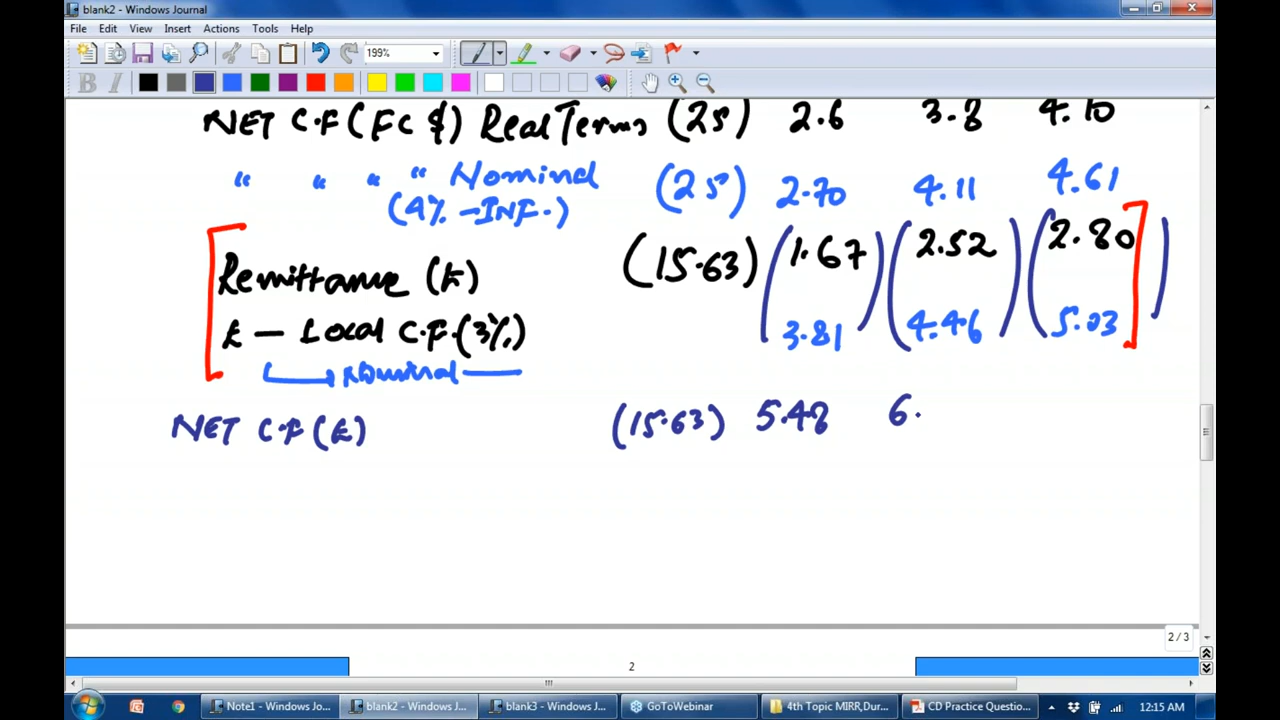 blank2 - Windows Journal
File Edit View Insert Actions Tools Help
199%
B I
NET C.F (FC $) Real Terms (25) 2.6 3.8 4.10
" " " " Nominal (25) 2.70 4.11 4.61
(4% - INF.)
Remittance (£) (15.63) (1.67) (2.52) (2.80)
£ — Local C.F. (3%) 3.81 4.46 5.03
Nominal
NET C.F (£) (15.63) 5.48 6.
2/3
2
Note1 - Windows Jo... blank2 - Windows J... blank3 - Windows J... GoToWebinar 4th Topic MIRR,Dur... CD Practice Questio... 12:15 AM